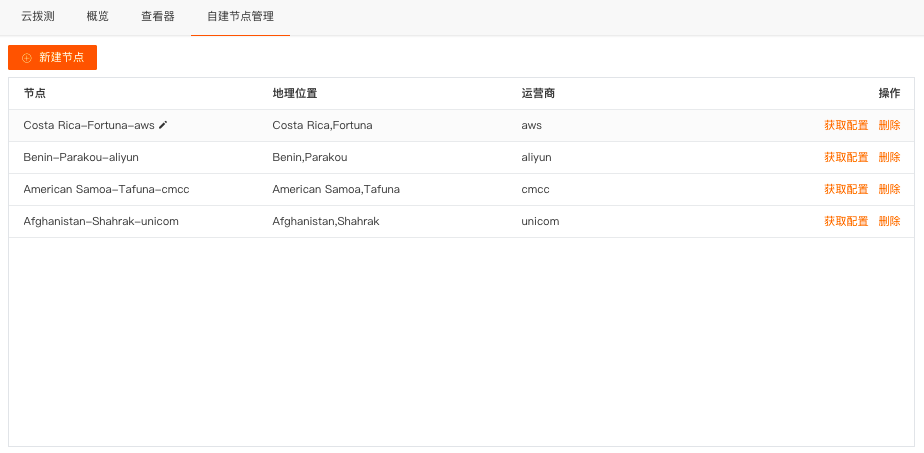 云拨测 概览 查看器 自建节点管理
新建节点
节点 地理位置 运营商 操作
Costa Rica-Fortuna-aws Costa Rica,Fortuna aws 获取配置 删除
Benin-Parakou-aliyun Benin,Parakou aliyun 获取配置 删除
American Samoa-Tafuna-cmcc American Samoa,Tafuna cmcc 获取配置 删除
Afghanistan-Shahrak-unicom Afghanistan,Shahrak unicom 获取配置 删除